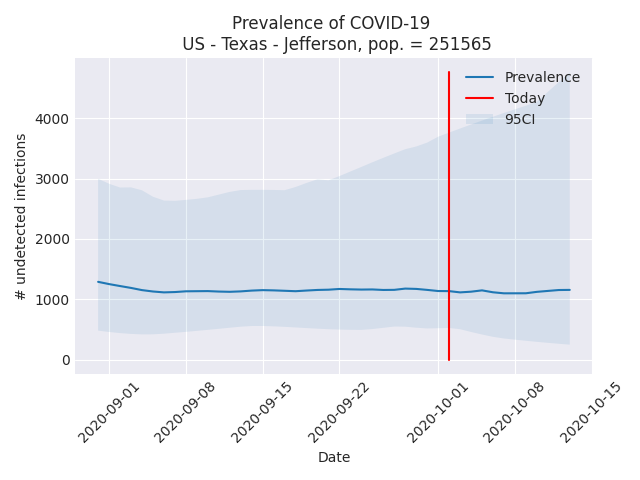 Prevalence of COVID-19
US - Texas - Jefferson, pop. = 251565
Prevalence
Today
95CI
# undetected infections
4000
3000
2000
1000
0
2020-09-01
2020-09-08
2020-09-15
2020-09-22
2020-10-01
2020-10-08
2020-10-15
Date